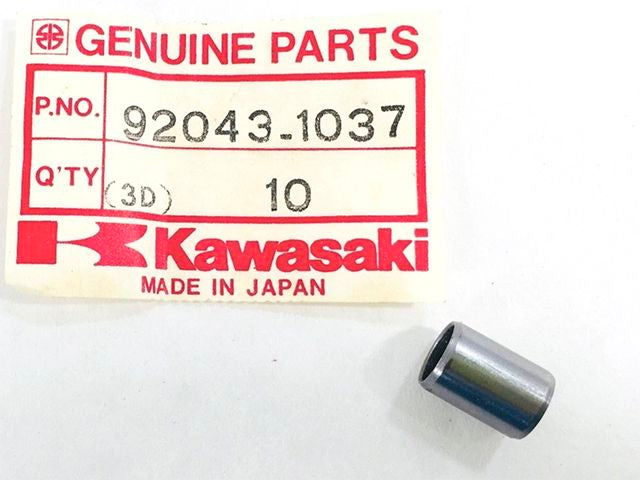 GENUINE PARTS
P.NO. 92043-1037
Q'TY (3D) 10
Kawasaki
MADE IN JAPAN